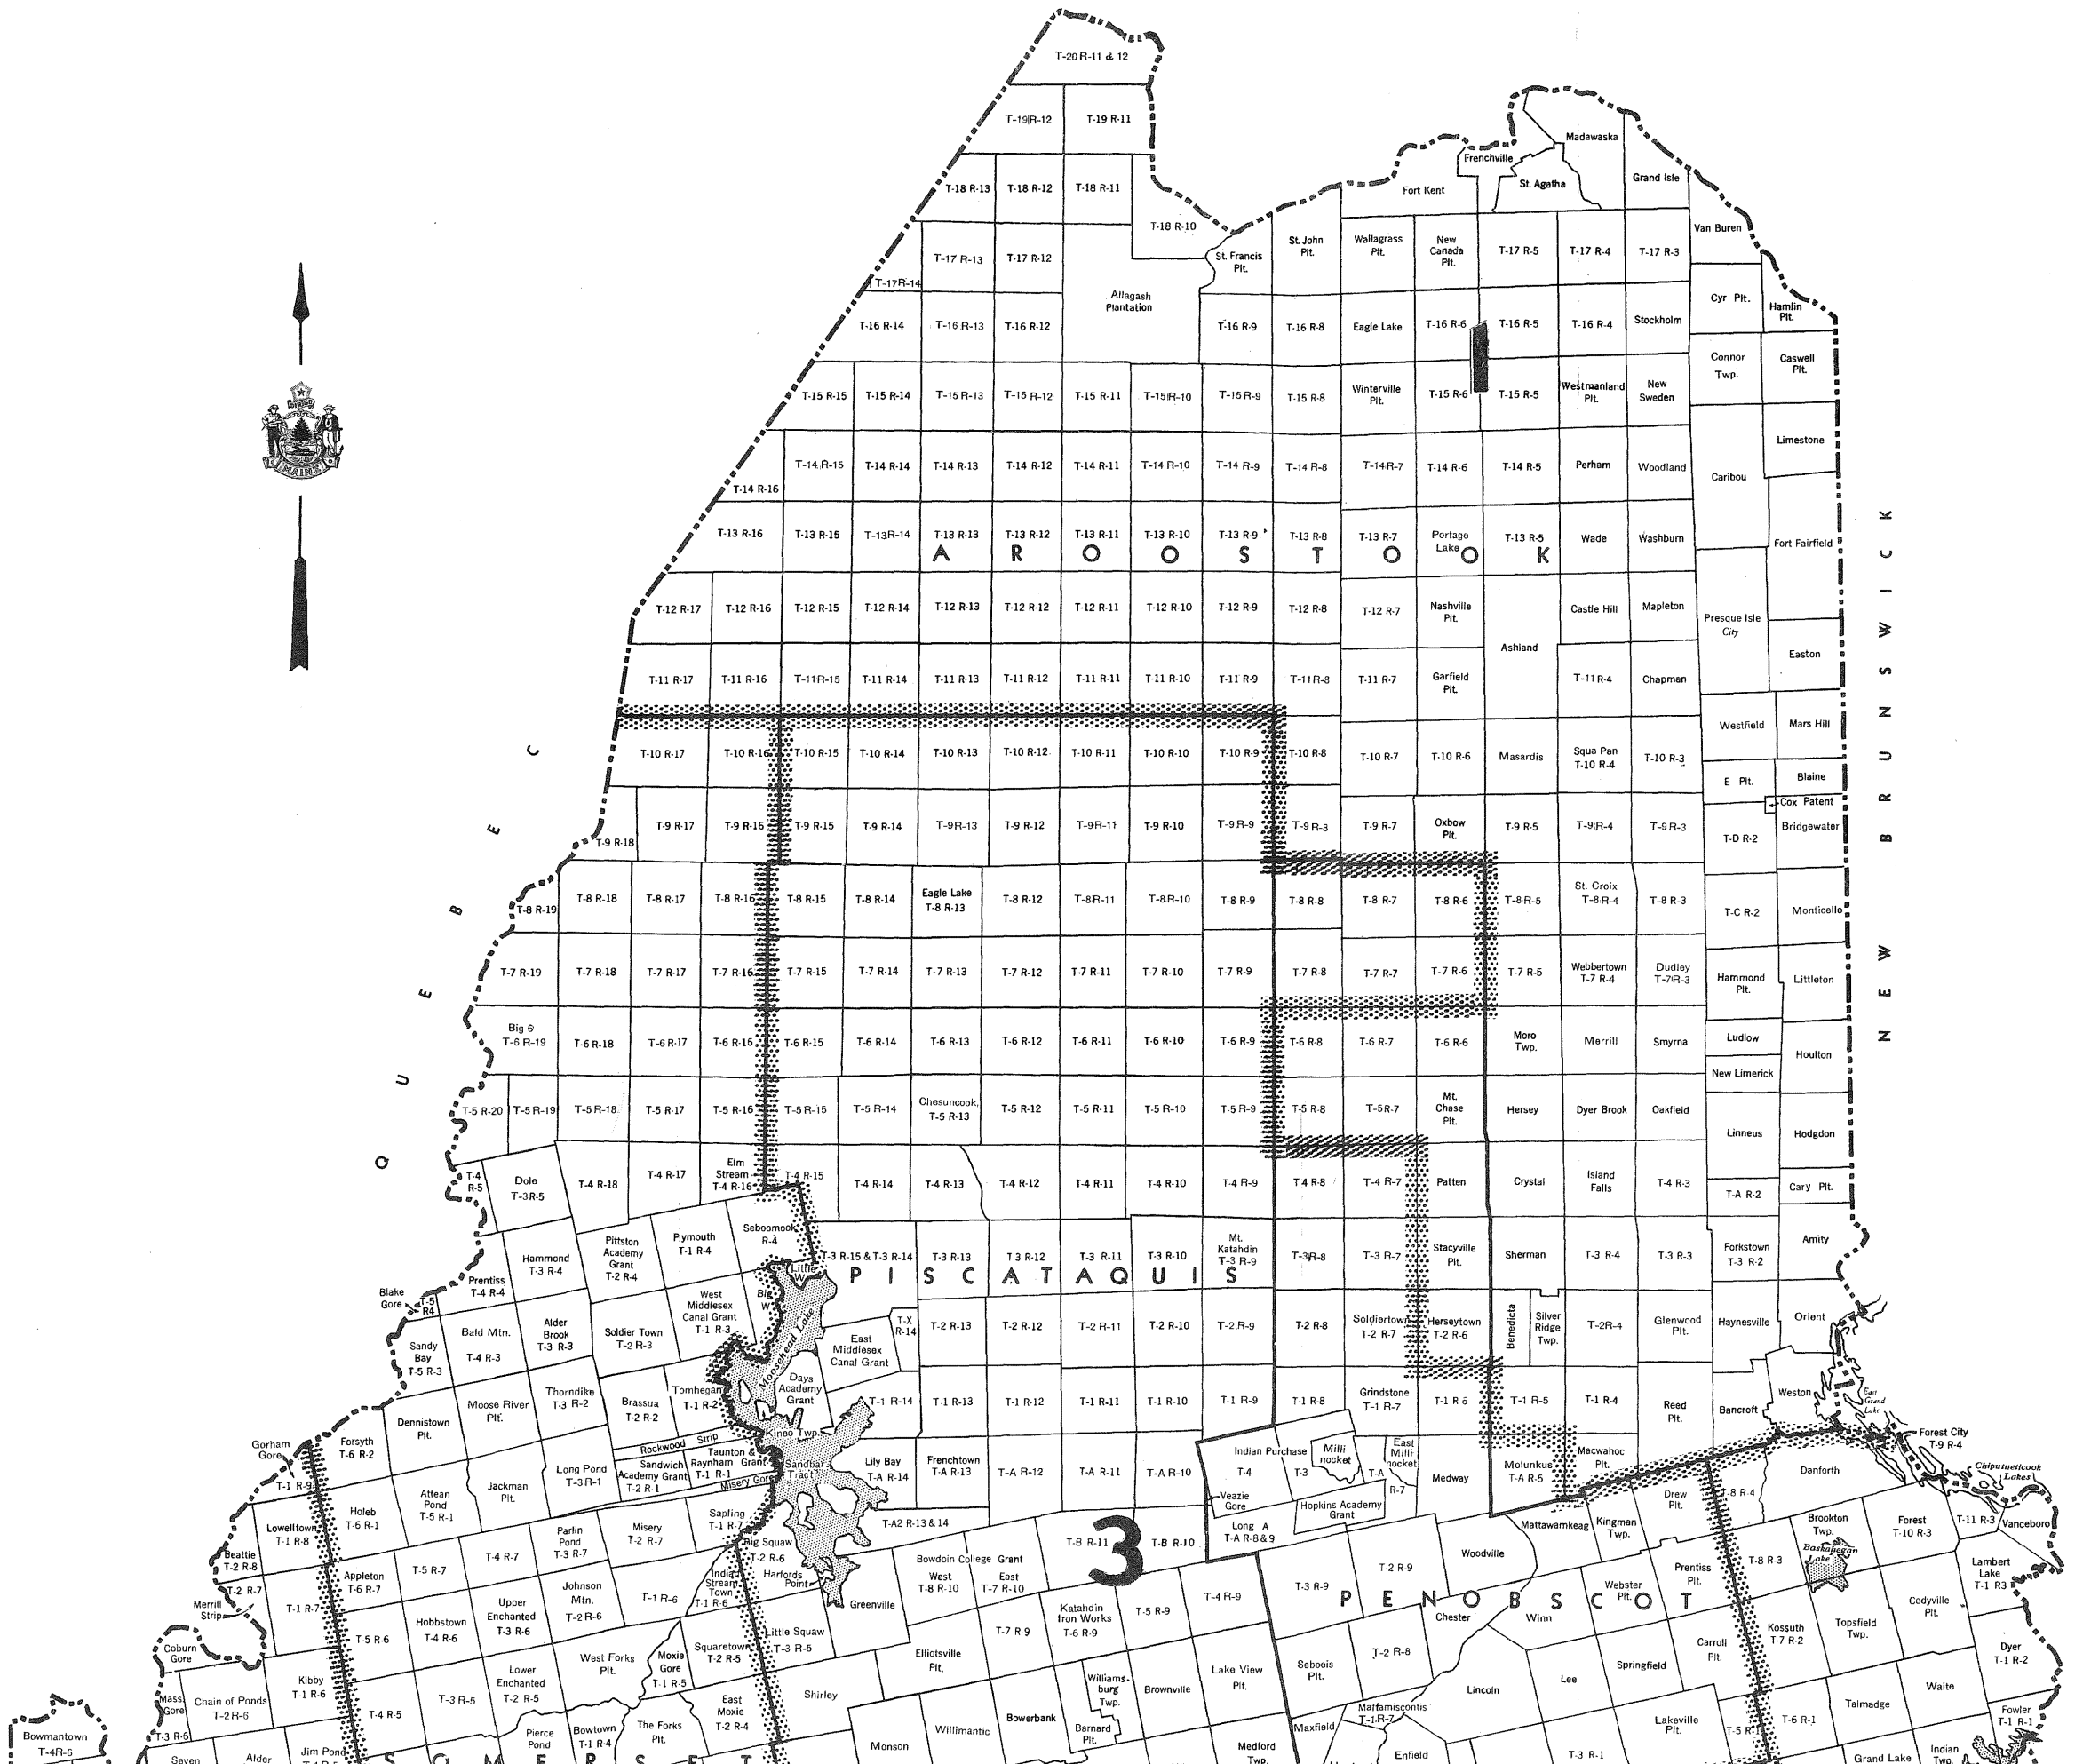 T-20 R-11 & 12
T-19 R-12
T-19 R-11
Madawaska
Frenchville
T-18 R-13
T-18 R-12
T-18 R-11
Fort Kent
St. Agatha
Grand Isle
T-18 R-10
Van Buren
T-17 R-14
T-17 R-13
T-17 R-12
St. Francis
Plt.
St. John
Plt.
Wallagrass
Plt.
New
Canada
Plt.
T-17 R-5
T-17 R-4
T-17 R-3
Allagash
Plantation
Cyr Plt.
Hamlin
Plt.
T-16 R-14
T-16 R-13
T-16 R-12
T-16 R-9
T-16 R-8
Eagle Lake
T-16 R-6
T-16 R-5
T-16 R-4
Stockholm
Connor
Twp.
Caswell
Plt.
T-15 R-15
T-15 R-14
T-15 R-13
T-15 R-12
T-15 R-11
T-15 R-10
T-15 R-9
T-15 R-8
Winterville
Plt.
T-15 R-6
T-15 R-5
Westmanland
Plt.
New
Sweden
Limestone
T-14 R-16
T-14 R-15
T-14 R-14
T-14 R-13
T-14 R-12
T-14 R-11
T-14 R-10
T-14 R-9
T-14 R-8
T-14 R-7
T-14 R-6
T-14 R-5
Perham
Woodland
Caribou
MAINE
T-13 R-16
T-13 R-15
T-13 R-14
T-13 R-13
T-13 R-12
T-13 R-11
T-13 R-10
T-13 R-9
T-13 R-8
T-13 R-7
Portage
Lake
T-13 R-5
Wade
Washburn
Fort Fairfield
AROOSTOOK
T-12 R-17
T-12 R-16
T-12 R-15
T-12 R-14
T-12 R-13
T-12 R-12
T-12 R-11
T-12 R-10
T-12 R-9
T-12 R-8
T-12 R-7
Nashville
Plt.
Castle Hill
Mapleton
Presque Isle
City
Ashland
Easton
T-11 R-17
T-11 R-16
T-11 R-15
T-11 R-14
T-11 R-13
T-11 R-12
T-11 R-11
T-11 R-10
T-11 R-9
T-11 R-8
T-11 R-7
Garfield
Plt.
T-11 R-4
Chapman
Westfield
Mars Hill
T-10 R-17
T-10 R-16
T-10 R-15
T-10 R-14
T-10 R-13
T-10 R-12
T-10 R-11
T-10 R-10
T-10 R-9
T-10 R-8
T-10 R-7
T-10 R-6
Masardis
Squa Pan
T-10 R-4
T-10 R-3
E Plt.
Blaine
Cox Patent
T-9 R-18
T-9 R-17
T-9 R-16
T-9 R-15
T-9 R-14
T-9 R-13
T-9 R-12
T-9 R-11
T-9 R-10
T-9 R-9
T-9 R-8
T-9 R-7
Oxbow
Plt.
T-9 R-5
T-9 R-4
T-9 R-3
T-D R-2
Bridgewater
T-8 R-19
T-8 R-18
T-8 R-17
T-8 R-16
T-8 R-15
T-8 R-14
Eagle Lake
T-8 R-13
T-8 R-12
T-8 R-11
T-8 R-10
T-8 R-9
T-8 R-8
T-8 R-7
T-8 R-6
T-8 R-5
St. Croix
T-8 R-4
T-8 R-3
T-C R-2
Monticello
QUEBEC
NEW BRUNSWICK
T-7 R-19
T-7 R-18
T-7 R-17
T-7 R-16
T-7 R-15
T-7 R-14
T-7 R-13
T-7 R-12
T-7 R-11
T-7 R-10
T-7 R-9
T-7 R-8
T-7 R-7
T-7 R-6
T-7 R-5
Webbertown
T-7 R-4
Dudley
T-7 R-3
Hammond
Plt.
Littleton
Big 6
T-6 R-19
T-6 R-18
T-6 R-17
T-6 R-16
T-6 R-15
T-6 R-14
T-6 R-13
T-6 R-12
T-6 R-11
T-6 R-10
T-6 R-9
T-6 R-8
T-6 R-7
T-6 R-6
Moro
Twp.
Merrill
Smyrna
Ludlow
New Limerick
Houlton
T-5 R-20
T-5 R-19
T-5 R-18
T-5 R-17
T-5 R-16
T-5 R-15
T-5 R-14
Chesuncook
T-5 R-13
T-5 R-12
T-5 R-11
T-5 R-10
T-5 R-9
T-5 R-8
T-5 R-7
Mt.
Chase
Plt.
Hersey
Dyer Brook
Oakfield
Linneus
Hodgdon
T-4
R-5
Dole
T-3 R-5
T-4 R-18
T-4 R-17
Elm
Stream
T-4 R-16
T-4 R-15
T-4 R-14
T-4 R-13
T-4 R-12
T-4 R-11
T-4 R-10
T-4 R-9
T-4 R-8
T-4 R-7
Patten
Crystal
Island
Falls
T-4 R-3
T-A R-2
Cary Plt.
Hammond
T-3 R-4
Pittston
Academy
Grant
T-2 R-4
Plymouth
T-1 R-4
Seboomook
R-4
T-3 R-15 & T-3 R-14
T-3 R-13
T 3 R-12
T-3 R-11
T-3 R-10
Mt.
Katahdin
T-3 R-9
T-3 R-8
T-3 R-7
Stacyville
Plt.
Sherman
T-3 R-4
T-3 R-3
Forkstown
T-3 R-2
Amity
PISCATAQUIS
Prentiss
T-4 R-4
Blake
Gore
T-5
R4
Little
W
Big
W
Sandy
Bay
T-5 R-3
Bald Mtn.
T-4 R-3
Alder
Brook
T-3 R-3
Soldier Town
T-2 R-3
West
Middlesex
Canal Grant
T-1 R-3
Moosehead Lake
East
Middlesex
Canal Grant
T-X
R-14
T-2 R-13
T-2 R-12
T-2 R-11
T-2 R-10
T-2 R-9
T-2 R-8
Soldiertown
T-2 R-7
Herseytown
T-2 R-6
Benedicta
Silver
Ridge
Twp.
T-2 R-4
Glenwood
Plt.
Haynesville
Orient
Dennistown
Plt.
Moose River
Plt.
Thorndike
T-3 R-2
Brassua
T-2 R-2
Tomhegan
T-1 R-2
Days
Academy
Grant
T-1 R-14
T-1 R-13
T-1 R-12
T-1 R-11
T-1 R-10
T-1 R-9
T-1 R-8
Grindstone
T-1 R-7
T-1 R 6
T-1 R-5
T-1 R-4
Reed
Plt.
Bancroft
Weston
East
Grand
Lake
Gorham
Gore
T-1 R-9
Forsyth
T-6 R-2
Rockwood Strip
Kineo Twp.
Taunton &
Raynham Grant
T-1 R-1
Sandwich
Academy Grant
T-2 R-1
Misery Gore
Sandbar
Tract
Long Pond
T-3 R-1
Jackman
Plt.
Attean
Pond
T-5 R-1
Holeb
T-6 R-1
Lily Bay
T-A R-14
Frenchtown
T-A R-13
T-A R-12
T-A R-11
T-A R-10
Indian Purchase
T-4
T-3
Milli
nocket
East
Milli
nocket
T-A
R-7
Medway
Molunkus
T-A R-5
Macwahoc
Plt.
Forest City
T-9 R-4
Chiputneticook
Lakes
Danforth
Drew
Plt.
T-8 R-4
Veazie
Gore
Hopkins Academy
Grant
Lowelltown
T-1 R-8
Sapling
T-1 R-7
Misery
T-2 R-7
Parlin
Pond
T-3 R-7
T-4 R-7
T-5 R-7
Appleton
T-6 R-7
T-A2 R-13 & 14
3
T-B R-11
T-B R-10
Long A
T-A R-8 & 9
Mattawamkeag
Kingman
Twp.
Brookton
Twp.
Forest
T-10 R-3
T-11 R-3
Vanceboro
Beattie
T-2 R-8
T-2 R-7
Merrill
Strip
T-1 R-7
Big Squaw
T-2 R-6
Harfords
Point
Indian
Stream
Town
T-1 R-6
Bowdoin College Grant
West
T-8 R-10
East
T-7 R-10
Woodville
T-2 R-9
T-3 R-9
Prentiss
Plt.
Webster
Plt.
T-8 R-3
Baskahegan
Lake
Lambert
Lake
T-1 R3
PENOBSCOT
Johnson
Mtn.
T-2 R-6
T-1 R-6
Upper
Enchanted
T-3 R-6
Hobbstown
T-4 R-6
T-5 R-6
Greenville
Katahdin
Iron Works
T-6 R-9
T-5 R-9
T-4 R-9
T-7 R-9
Chester
Winn
Codyville
Plt.
Topsfield
Twp.
Kossuth
T-7 R-2
Carroll
Plt.
Coburn
Gore
Little Squaw
T-3 R-5
Squaretown
T-2 R-5
Moxie
Gore
T-1 R-5
West Forks
Plt.
Lower
Enchanted
T-2 R-5
T-3 R-5
T-4 R-5
Kibby
T-1 R-6
Chain of Ponds
T-2 R-6
Mass
Gore
T-3 R-6
Elliotsville
Plt.
Shirley
Lake View
Plt.
Brownville
Williams-
burg
Twp.
Seboeis
Plt.
T-2 R-8
Lee
Springfield
Lincoln
Dyer
T-1 R-2
Waite
Talmadge
Bowmantown
T-4 R-6
East
Moxie
T-2 R-4
The Forks
Plt.
Bowtown
T-1 R-4
Pierce
Pond
Bowerbank
Willimantic
Barnard
Plt.
Maxfield
Mattamiscontis
T-1 R-7
Lakeville
Plt.
T-5 R-1
T-6 R-1
Fowler
T-1 R-1
Monson
Medford
Twp.
Enfield
T-3 R-1
Grand Lake
Indian
Twp.
Seven
Alder
Jim Pond
SOMERSET